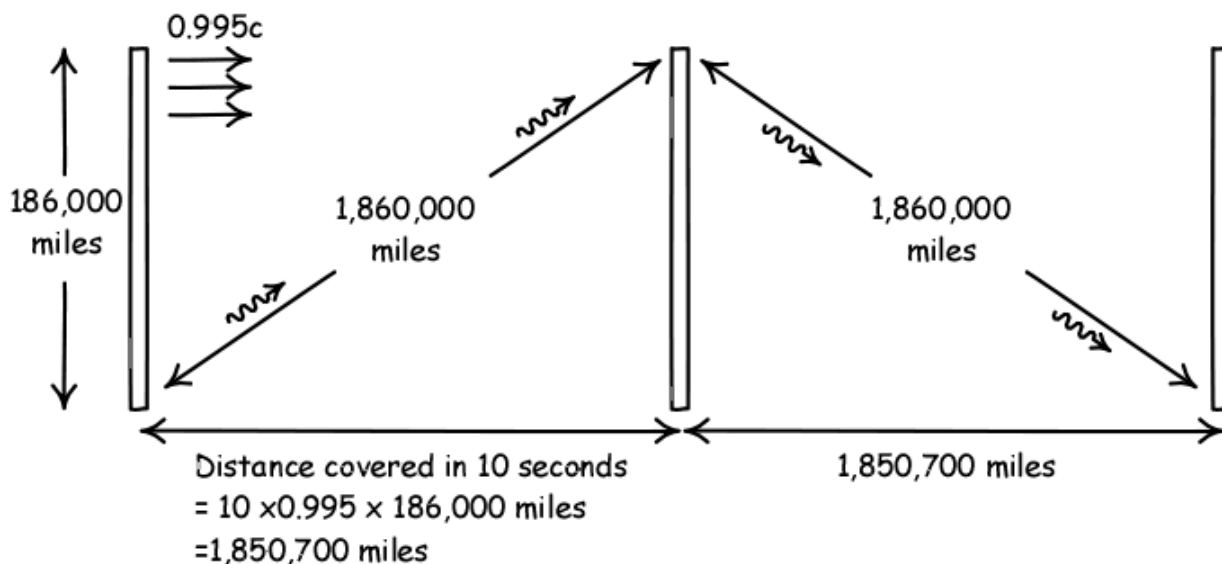 0.995c
186,000
miles
1,860,000
miles
1,860,000
miles
Distance covered in 10 seconds
= 10 x0.995 x 186,000 miles
=1,850,700 miles
1,850,700 miles